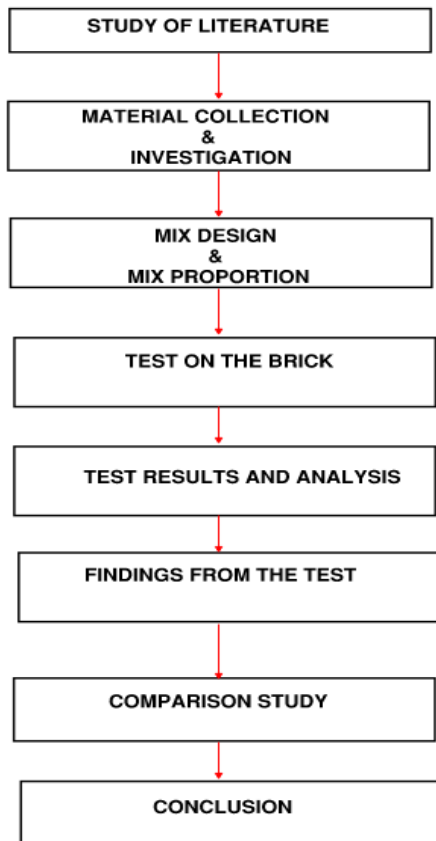 STUDY OF LITERATURE
MATERIAL COLLECTION
&
INVESTIGATION
MIX DESIGN
&
MIX PROPORTION
TEST ON THE BRICK
TEST RESULTS AND ANALYSIS
FINDINGS FROM THE TEST
COMPARISON STUDY
CONCLUSION